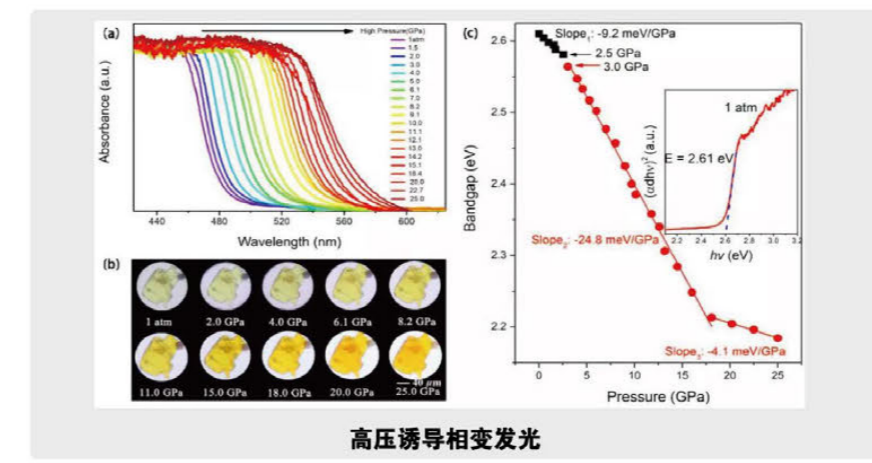 (a)
High Pressure(GPa)
1atm
1.5
2.0
3.0
4.0
5.0
6.1
7.0
8.2
9.1
10.0
11.1
12.1
13.0
14.2
15.1
18.4
22.7
25.0
Absorbance (a.u.)
440 480 520 560 600
Wavelength (nm)
(b)
1 atm 2.0 GPa 4.0 GPa 6.1 GPa 8.2 GPa
40 μm
11.0 GPa 15.0 GPa 18.0 GPa 20.0 GPa 25.0 GPa
(c)
Slope₁: -9.2 meV/GPa
2.5 GPa
3.0 GPa
2.6
2.5
2.4
2.3
2.2
Bandgap (eV)
1 atm
E = 2.61 eV
(αdhν)² (a.u.)
2.2 2.4 2.6 2.8 3.0 3.2
hν (eV)
Slope₂: -24.8 meV/GPa
Slope₃: -4.1 meV/GPa
0 5 10 15 20 25
Pressure (GPa)
高压诱导相变发光